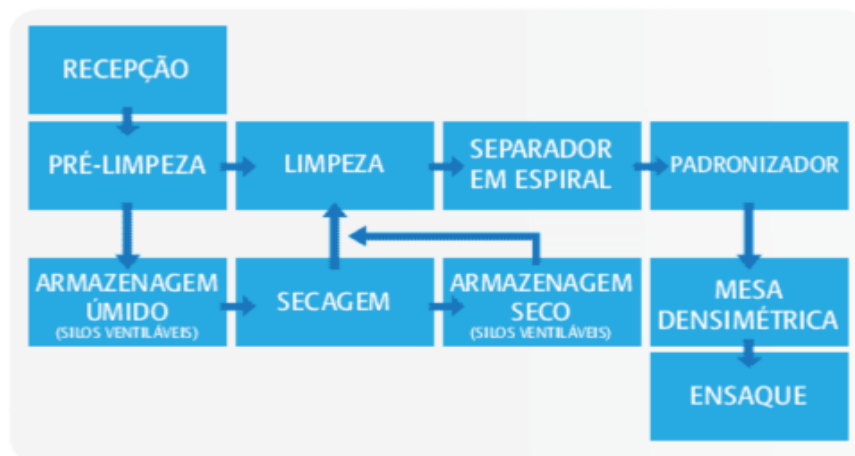 RECEPÇÃO
PRÉ-LIMPEZA
LIMPEZA
SEPARADOR
EM ESPIRAL
PADRONIZADOR
ARMAZENAGEM
ÚMIDO
(SILOS VENTILÁVEIS)
SECAGEM
ARMAZENAGEM
SECO
(SILOS VENTILÁVEIS)
MESA
DENSIMÉTRICA
ENSAQUE